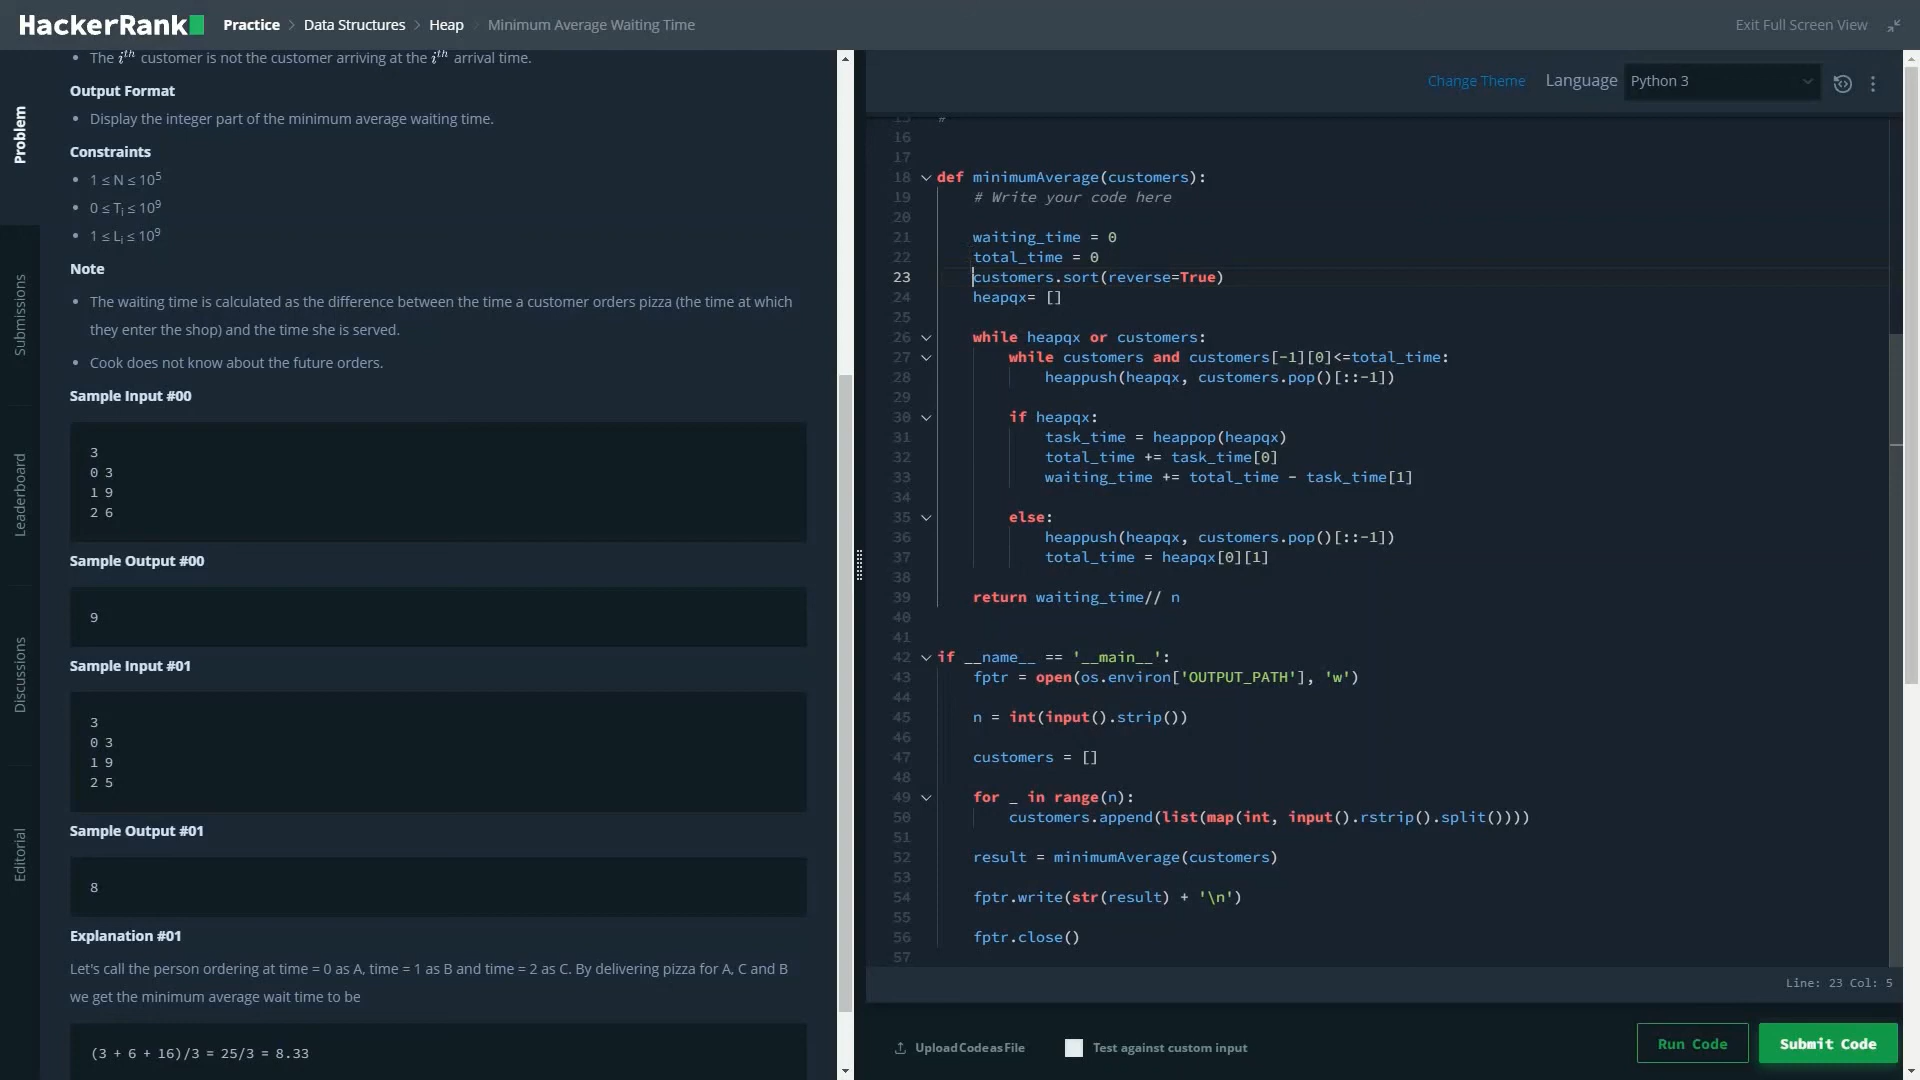 HackerRank Practice > Data Structures > Heap > Minimum Average Waiting Time Exit Full Screen View
Problem
Submissions
Leaderboard
Discussions
Editorial
• The ith customer is not the customer arriving at the ith arrival time.
Output Format
• Display the integer part of the minimum average waiting time.
Constraints
• 1 ≤ N ≤ 10^5
• 0 ≤ Ti ≤ 10^9
• 1 ≤ Li ≤ 10^9
Note
• The waiting time is calculated as the difference between the time a customer orders pizza (the time at which
they enter the shop) and the time she is served.
• Cook does not know about the future orders.
Sample Input #00
3
0 3
1 9
2 6
Sample Output #00
9
Sample Input #01
3
0 3
1 9
2 5
Sample Output #01
8
Explanation #01
Let's call the person ordering at time = 0 as A, time = 1 as B and time = 2 as C. By delivering pizza for A, C and B
we get the minimum average wait time to be
(3 + 6 + 16)/3 = 25/3 = 8.33
Change Theme Language Python 3
15 #
16
17
18 def minimumAverage(customers):
19     # Write your code here
20
21     waiting_time = 0
22     total_time = 0
23     customers.sort(reverse=True)
24     heapqx= []
25
26     while heapqx or customers:
27         while customers and customers[-1][0]<=total_time:
28             heappush(heapqx, customers.pop()[::-1])
29
30         if heapqx:
31             task_time = heappop(heapqx)
32             total_time += task_time[0]
33             waiting_time += total_time - task_time[1]
34
35         else:
36             heappush(heapqx, customers.pop()[::-1])
37             total_time = heapqx[0][1]
38
39     return waiting_time// n
40
41
42 if __name__ == '__main__':
43     fptr = open(os.environ['OUTPUT_PATH'], 'w')
44
45     n = int(input().strip())
46
47     customers = []
48
49     for _ in range(n):
50         customers.append(list(map(int, input().rstrip().split())))
51
52     result = minimumAverage(customers)
53
54     fptr.write(str(result) + '\n')
55
56     fptr.close()
57
Line: 23 Col: 5
Upload Code as File Test against custom input Run Code Submit Code